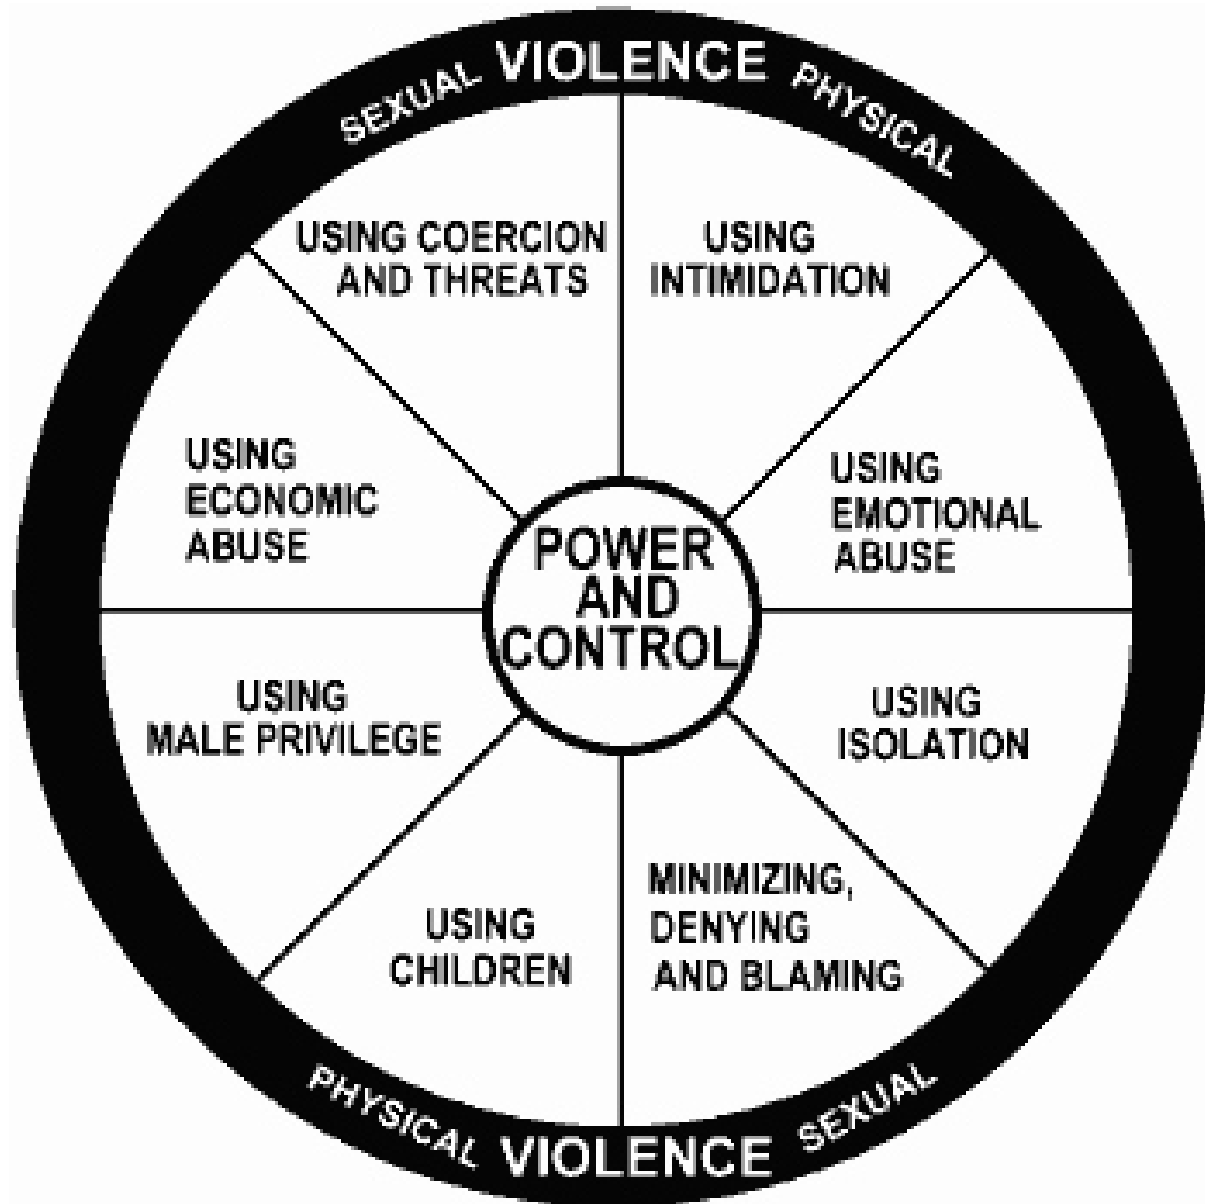 SEXUAL VIOLENCE PHYSICAL
USING COERCION
AND THREATS
USING
INTIMIDATION
USING
EMOTIONAL
ABUSE
USING
ISOLATION
MINIMIZING,
DENYING
AND BLAMING
USING
CHILDREN
USING
MALE PRIVILEGE
USING
ECONOMIC
ABUSE
POWER
AND
CONTROL
PHYSICAL VIOLENCE SEXUAL